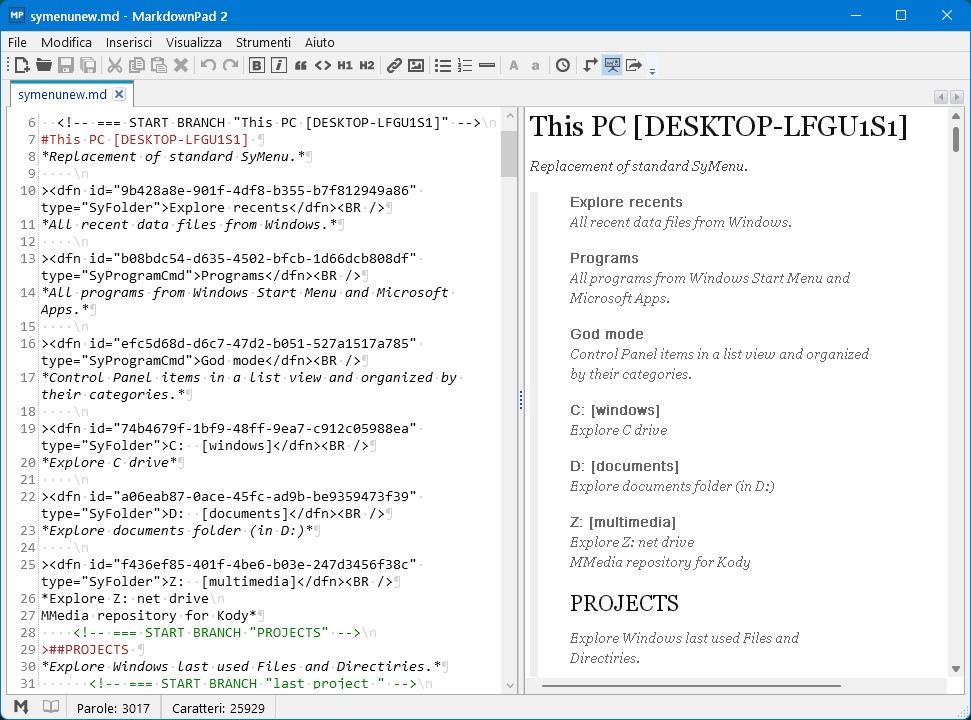 MP symenunew.md - MarkdownPad 2
File Modifica Inserisci Visualizza Strumenti Aiuto
B i “ <> H1 H2 A a
symenunew.md
6 ··<!--·===·START·BRANCH·"This·PC·[DESKTOP-LFGU1S1]"·-->\n
7 #This·PC·[DESKTOP-LFGU1S1]·¶
8 *Replacement·of·standard·SyMenu.*¶
9 ····\n
10 ><dfn·id="9b428a8e-901f-4df8-b355-b7f812949a86"·
type="SyFolder">Explore·recents</dfn><BR·/>¶
11 *All·recent·data·files·from·Windows.*¶
12 ····\n
13 ><dfn·id="b08bdc54-d635-4502-bfcb-1d66dcb808df"·
type="SyProgramCmd">Programs</dfn><BR·/>¶
14 *All·programs·from·Windows·Start·Menu·and·Microsoft·
Apps.*¶
15 ····\n
16 ><dfn·id="efc5d68d-d6c7-47d2-b051-527a1517a785"·
type="SyProgramCmd">God·mode</dfn><BR·/>¶
17 *Control·Panel·items·in·a·list·view·and·organized·by·
their·categories.*¶
18 ····\n
19 ><dfn·id="74b4679f-1bf9-48ff-9ea7-c912c05988ea"·
type="SyFolder">C:··[windows]</dfn><BR·/>¶
20 *Explore·C·drive*¶
21 ····\n
22 ><dfn·id="a06eab87-0ace-45fc-ad9b-be9359473f39"·
type="SyFolder">D:··[documents]</dfn><BR·/>¶
23 *Explore·documents·folder·(in·D:)*¶
24 ····\n
25 ><dfn·id="f436ef85-401f-4be6-b03e-247d3456f38c"·
type="SyFolder">Z:··[multimedia]</dfn><BR·/>¶
26 *Explore·Z:·net·drive\n
27 MMedia·repository·for·Kody*¶
28 ····<!--·===·START·BRANCH·"PROJECTS"·-->\n
29 >##PROJECTS·¶
30 *Explore·Windows·last·used·Files·and·Directiries.*¶
31 ······<!--·===·START·BRANCH·"last·project·"·-->\n
This PC [DESKTOP-LFGU1S1]
Replacement of standard SyMenu.
Explore recents
All recent data files from Windows.
Programs
All programs from Windows Start Menu and
Microsoft Apps.
God mode
Control Panel items in a list view and organized
by their categories.
C: [windows]
Explore C drive
D: [documents]
Explore documents folder (in D:)
Z: [multimedia]
Explore Z: net drive
MMedia repository for Kody
PROJECTS
Explore Windows last used Files and
Directiries.
M Parole: 3017 Caratteri: 25929